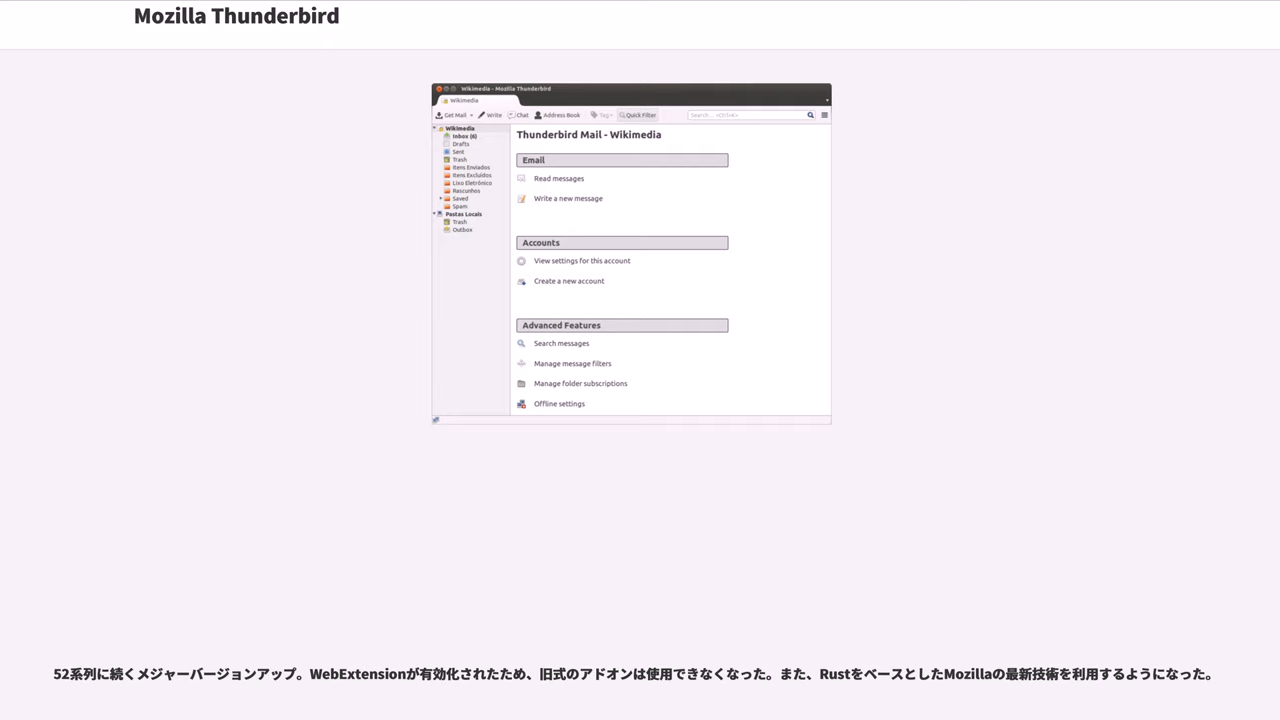 Mozilla Thunderbird
Wikimedia - Mozilla Thunderbird
Wikimedia
Get Mail Write Chat Address Book Tag Quick Filter Search... <Ctrl+K>
Wikimedia
Inbox (6)
Drafts
Sent
Trash
Itens Enviados
Itens Excluídos
Lixo Eletrónico
Rascunhos
Saved
Spam
Pastas Locais
Trash
Outbox
Thunderbird Mail - Wikimedia
Email
Read messages
Write a new message
Accounts
View settings for this account
Create a new account
Advanced Features
Search messages
Manage message filters
Manage folder subscriptions
Offline settings
52系列に続くメジャーバージョンアップ。WebExtensionが有効化されたため、旧式のアドオンは使用できなくなった。また、RustをベースとしたMozillaの最新技術を利用するようになった。